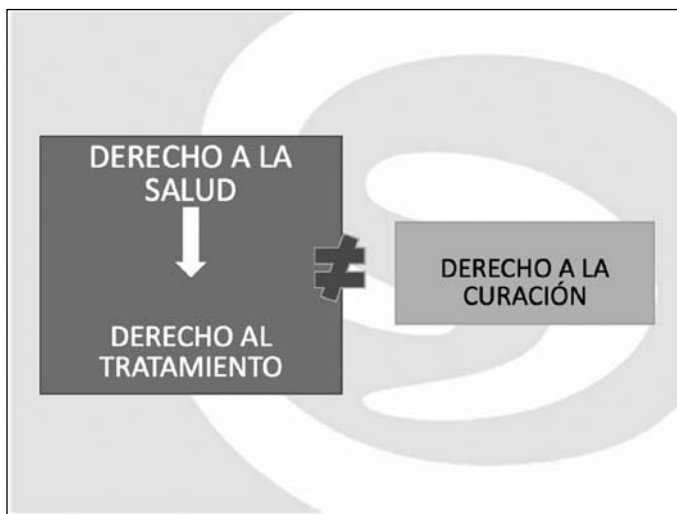 DERECHO A LA
SALUD
DERECHO AL
TRATAMIENTO
≠
DERECHO A LA
CURACIÓN